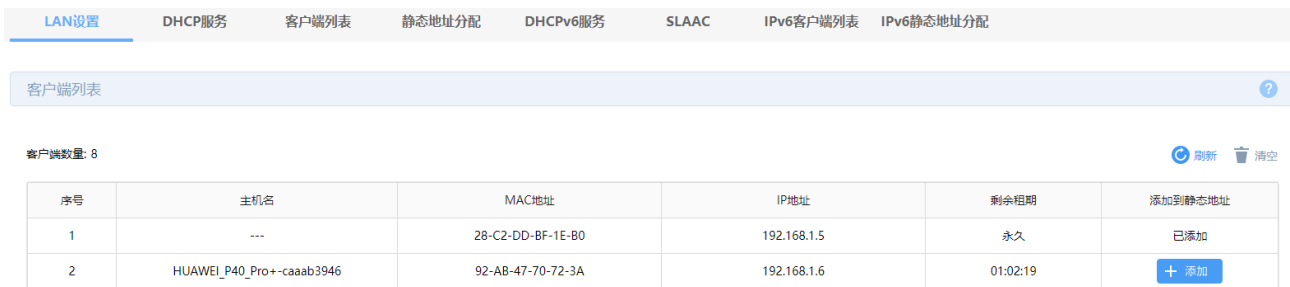 LAN设置 DHCP服务 客户端列表 静态地址分配 DHCPv6服务 SLAAC IPv6客户端列表 IPv6静态地址分配
客户端列表 ?
客户端数量: 8 刷新 清空
序号 主机名 MAC地址 IP地址 剩余租期 添加到静态地址
1 --- 28-C2-DD-BF-1E-B0 192.168.1.5 永久 已添加
2 HUAWEI_P40_Pro+-caaab3946 92-AB-47-70-72-3A 192.168.1.6 01:02:19 + 添加